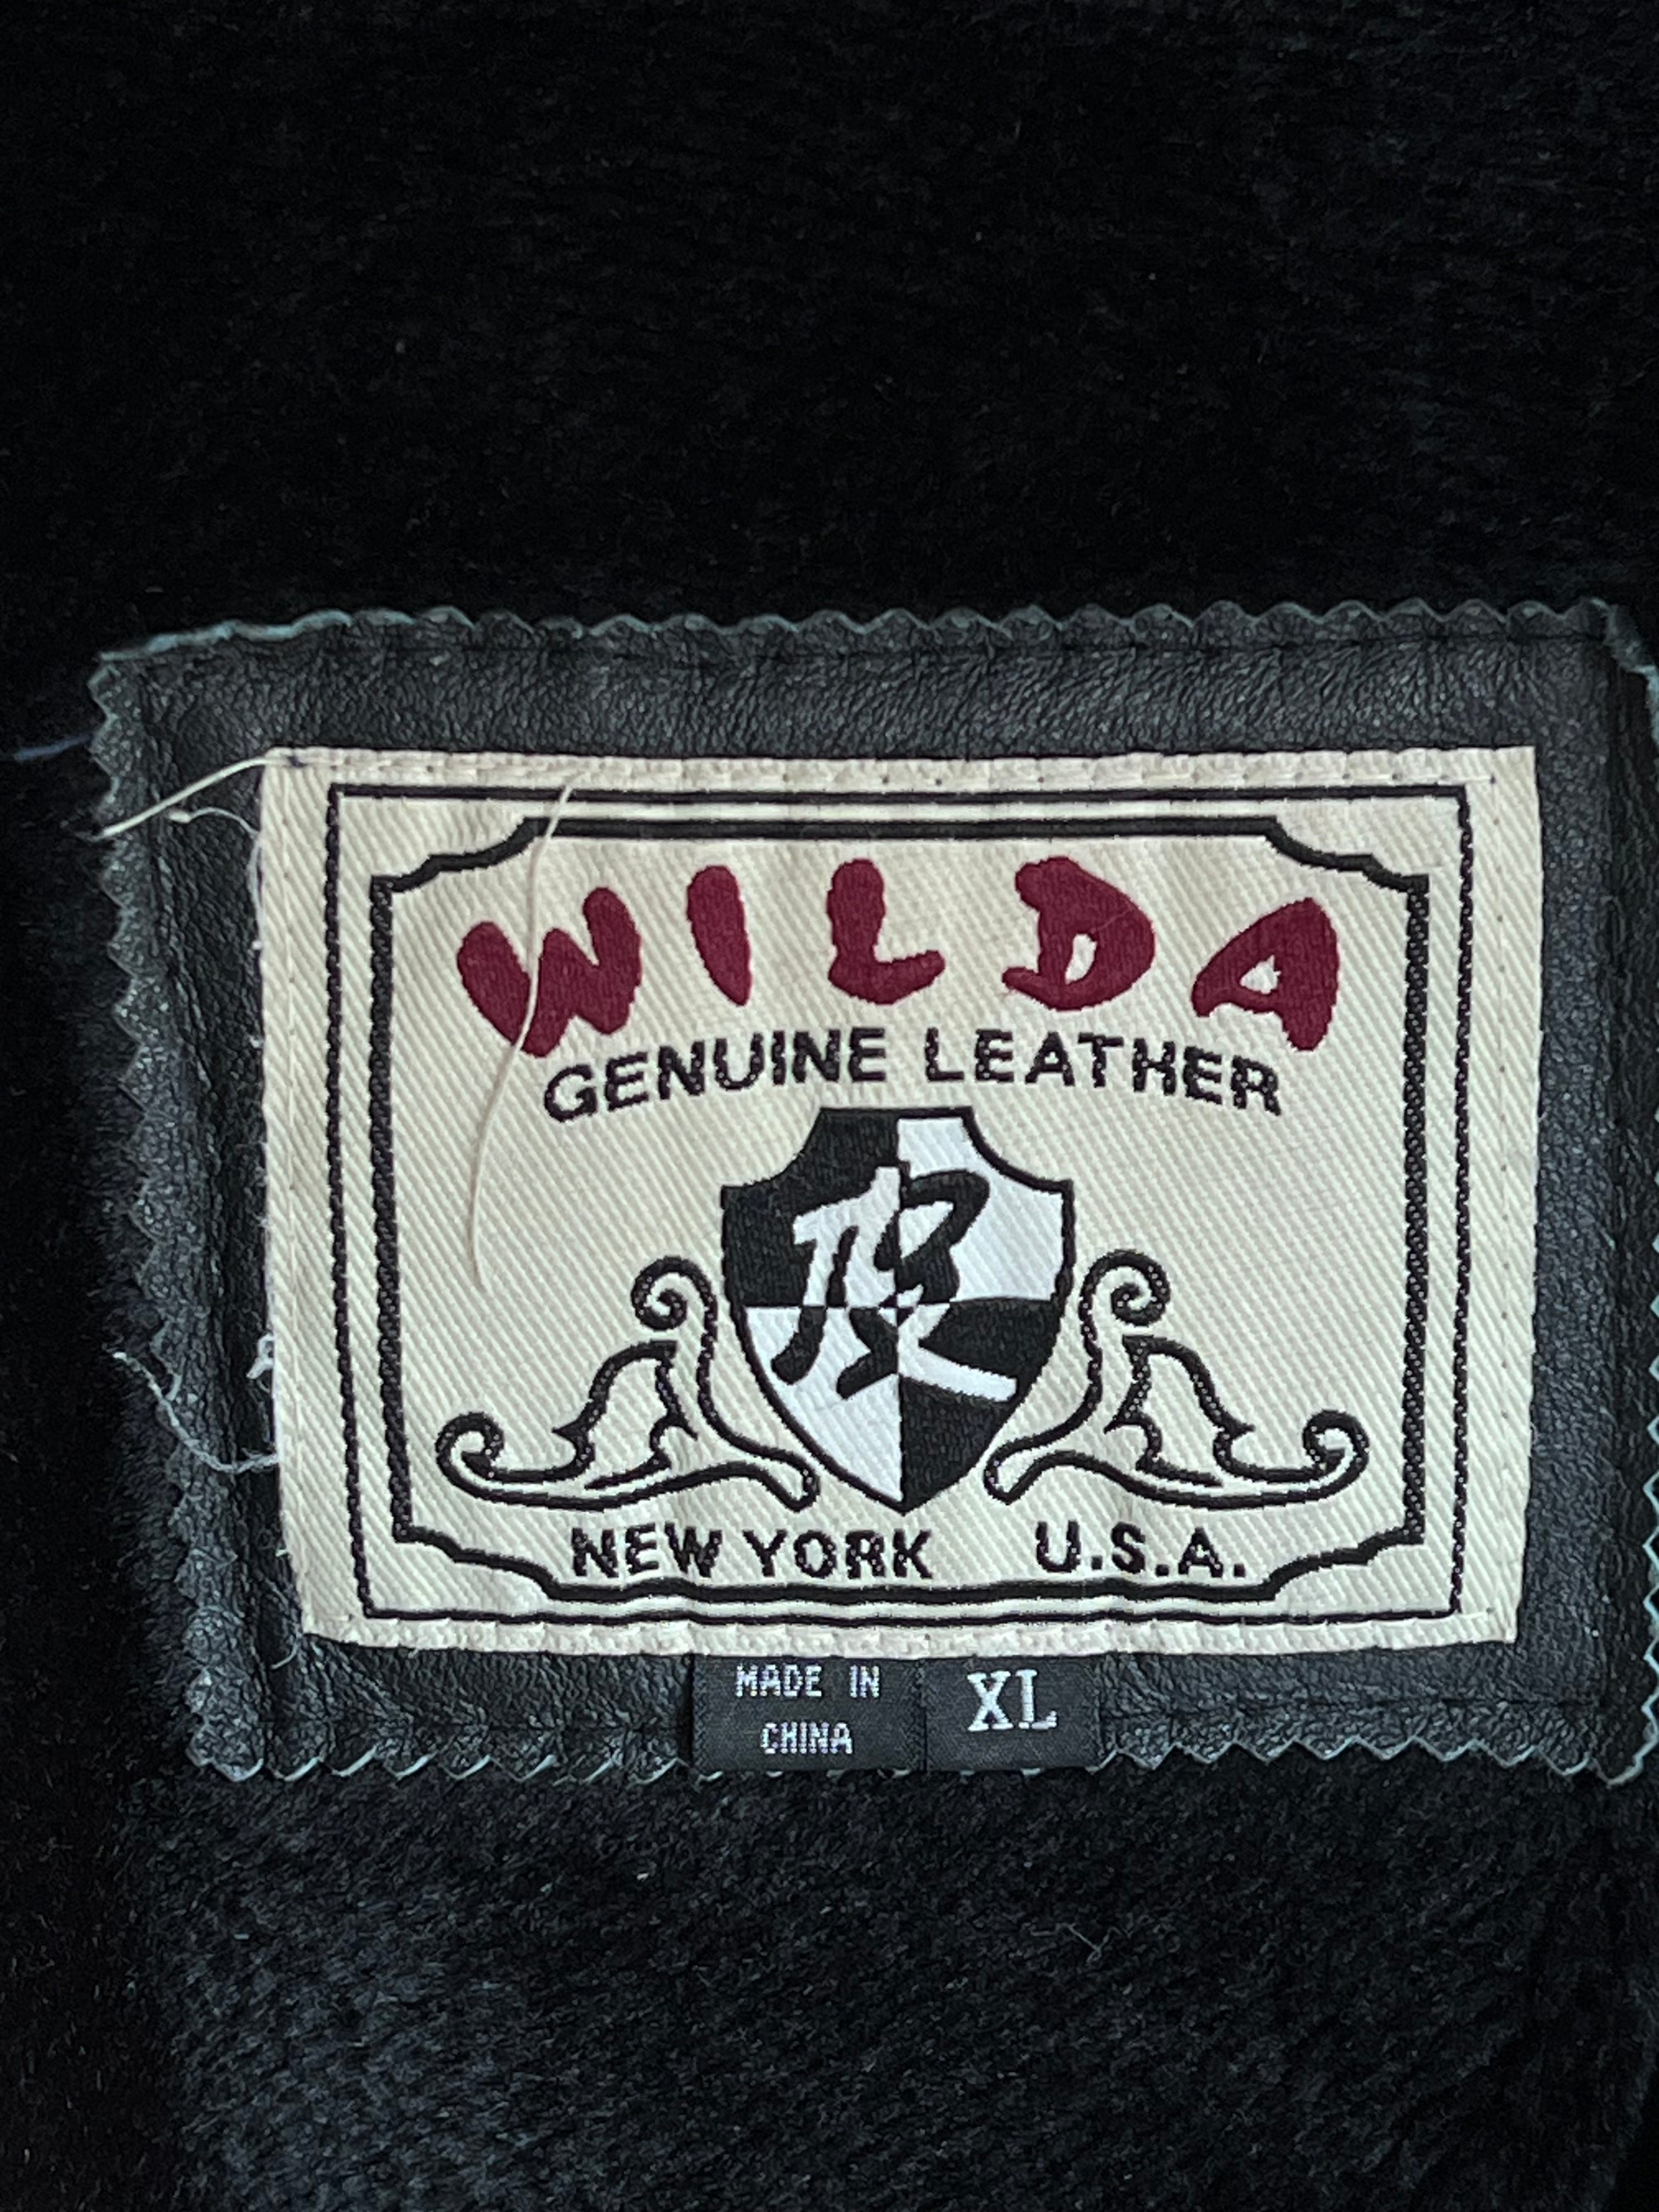 WILDA
GENUINE LEATHER
皮
NEW YORK U.S.A.
MADE IN
CHINA
XL